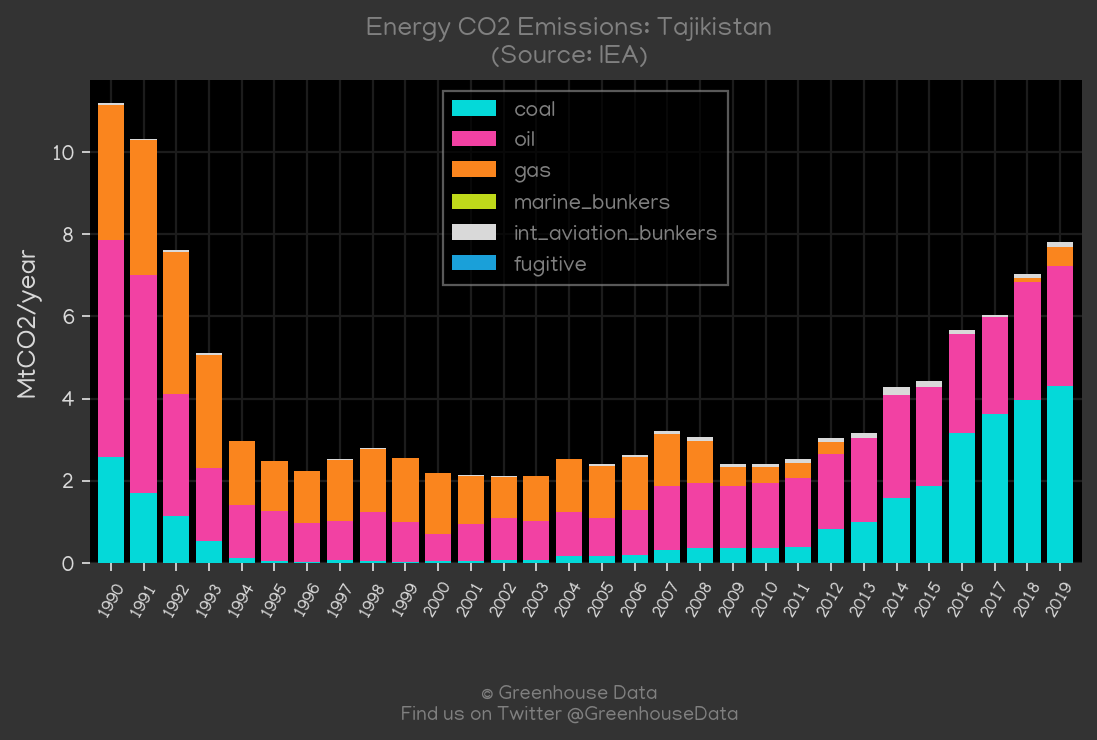 Energy CO2 Emissions: Tajikistan
(Source: IEA)
coal
oil
gas
marine_bunkers
int_aviation_bunkers
fugitive
MtCO2/year
10
8
6
4
2
0
1990 1991 1992 1993 1994 1995 1996 1997 1998 1999 2000 2001 2002 2003 2004 2005 2006 2007 2008 2009 2010 2011 2012 2013 2014 2015 2016 2017 2018 2019
© Greenhouse Data
Find us on Twitter @GreenhouseData